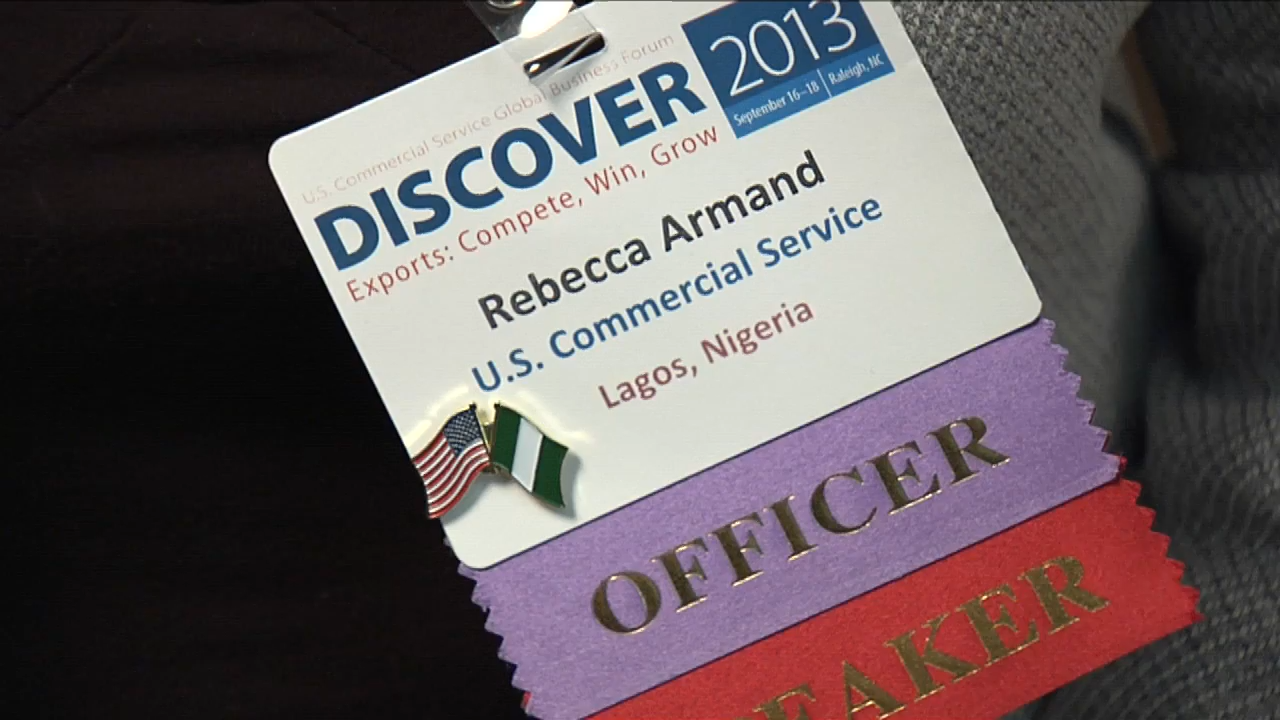 U.S. Commercial Service Global Business Forum
DISCOVER
2013
September 16–18 | Raleigh, NC
Exports: Compete, Win, Grow
Rebecca Armand
U.S. Commercial Service
Lagos, Nigeria
OFFICER
EAKER